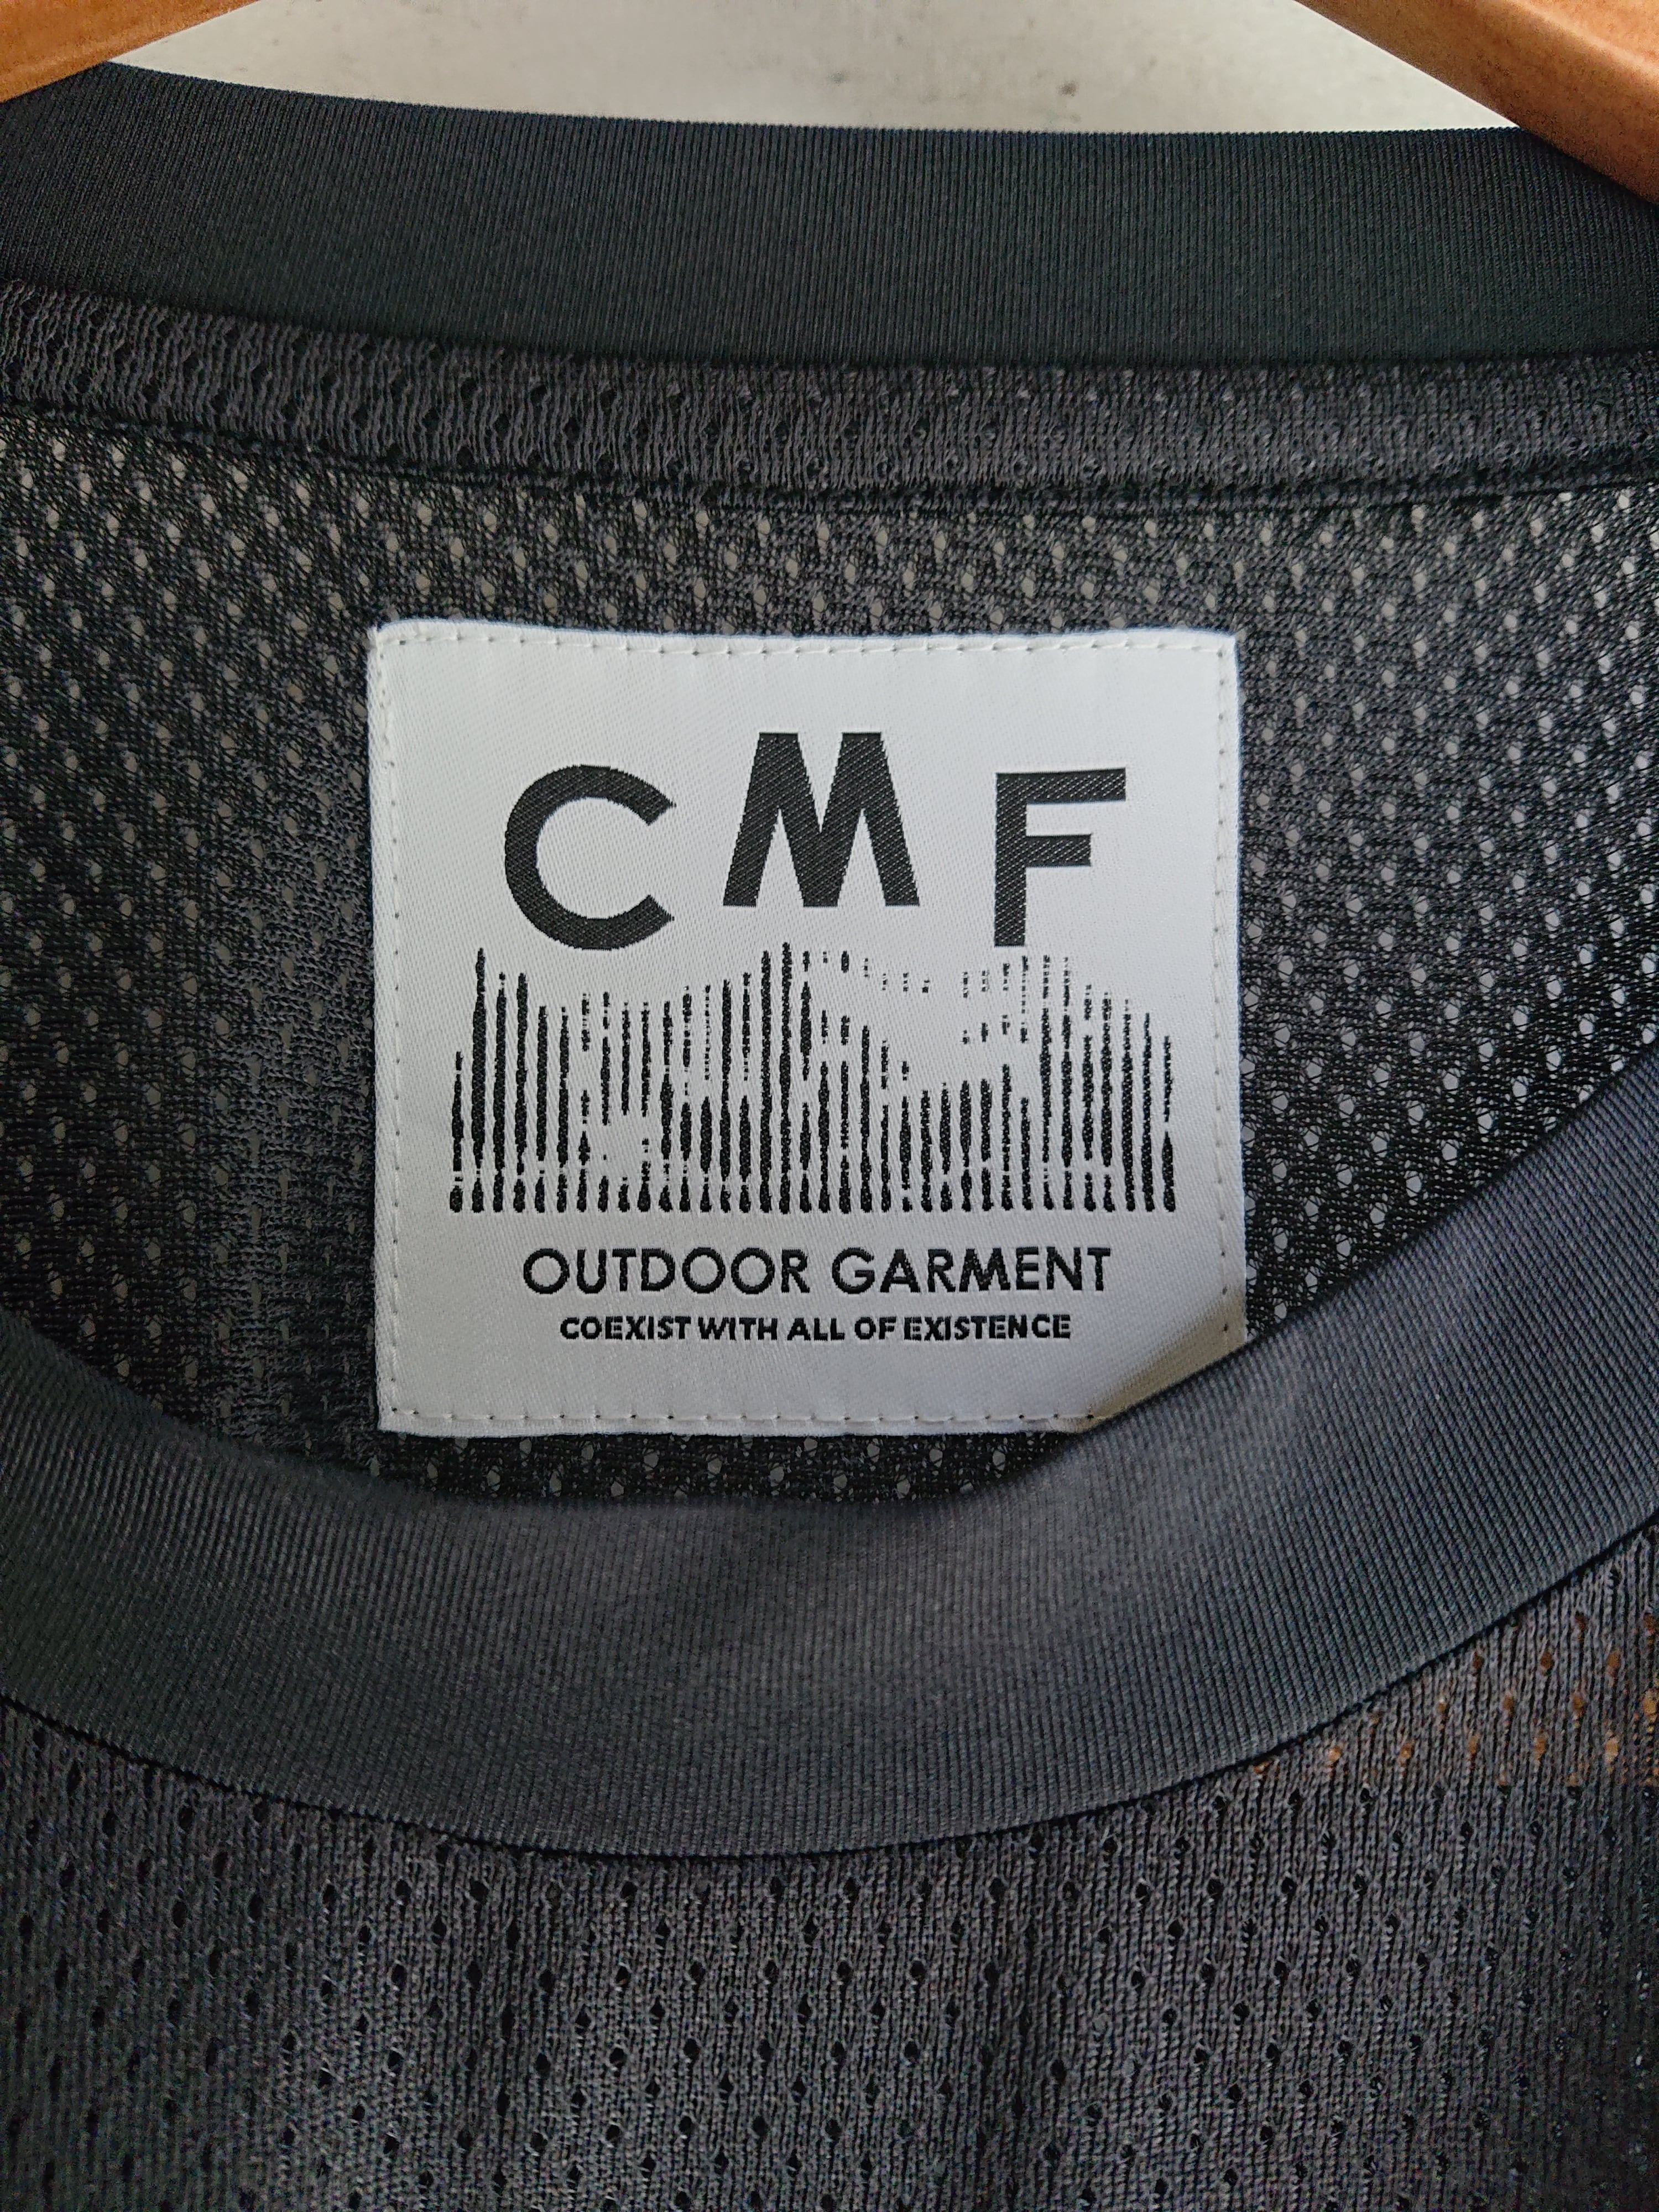 CMF
OUTDOOR GARMENT
COEXIST WITH ALL OF EXISTENCE